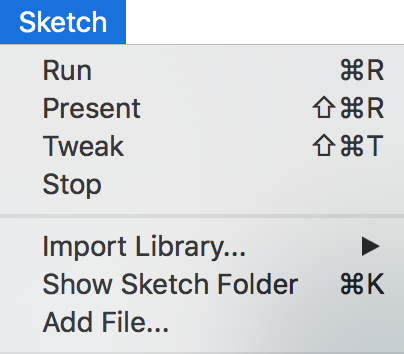 Sketch
Run ⌘R
Present ⇧⌘R
Tweak ⇧⌘T
Stop
Import Library...
Show Sketch Folder ⌘K
Add File...